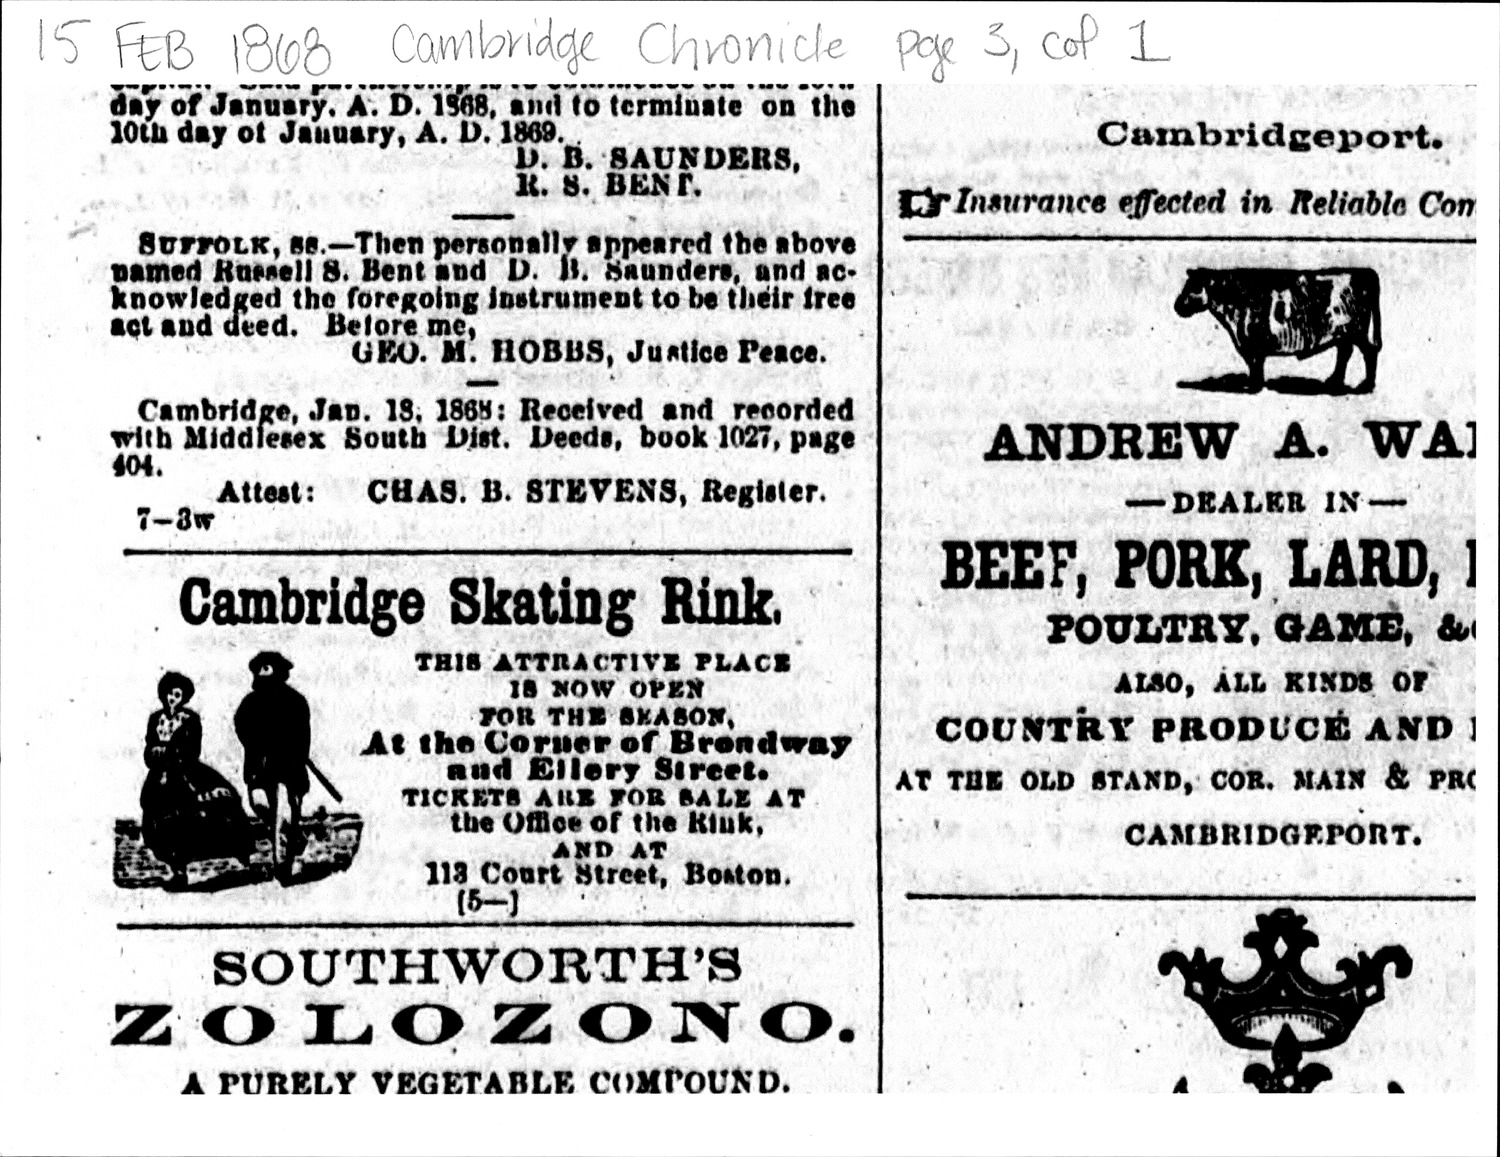 15 FEB 1868 Cambridge Chronicle page 3, col 1
day of January, A. D. 1868, and to terminate on the
10th day of January, A. D. 1869.
D. B. SAUNDERS,
R. S. BENT.
SUFFOLK, ss.—Then personally appeared the above
named Russell S. Bent and D. B. Saunders, and ac-
knowledged the foregoing instrument to be their free
act and deed. Before me,
GEO. M. HOBBS, Justice Peace.
Cambridge, Jan. 18, 1868: Received and recorded
with Middlesex South Dist. Deeds, book 1027, page
404.
Attest: CHAS. B. STEVENS, Register.
7—3w
Cambridge Skating Rink.
THIS ATTRACTIVE PLACE
IS NOW OPEN
FOR THE SEASON,
At the Corner of Broadway
and Ellery Street.
TICKETS ARE FOR SALE AT
the Office of the Rink,
AND AT
113 Court Street, Boston.
[5—]
SOUTHWORTH'S
ZOLOZONO.
A PURELY VEGETABLE COMPOUND.
Cambridgeport.
☞Insurance effected in Reliable Com
ANDREW A. WA
—DEALER IN—
BEEF, PORK, LARD,
POULTRY, GAME, &c
ALSO, ALL KINDS OF
COUNTRY PRODUCE AND
AT THE OLD STAND, COR. MAIN & PRO
CAMBRIDGEPORT.